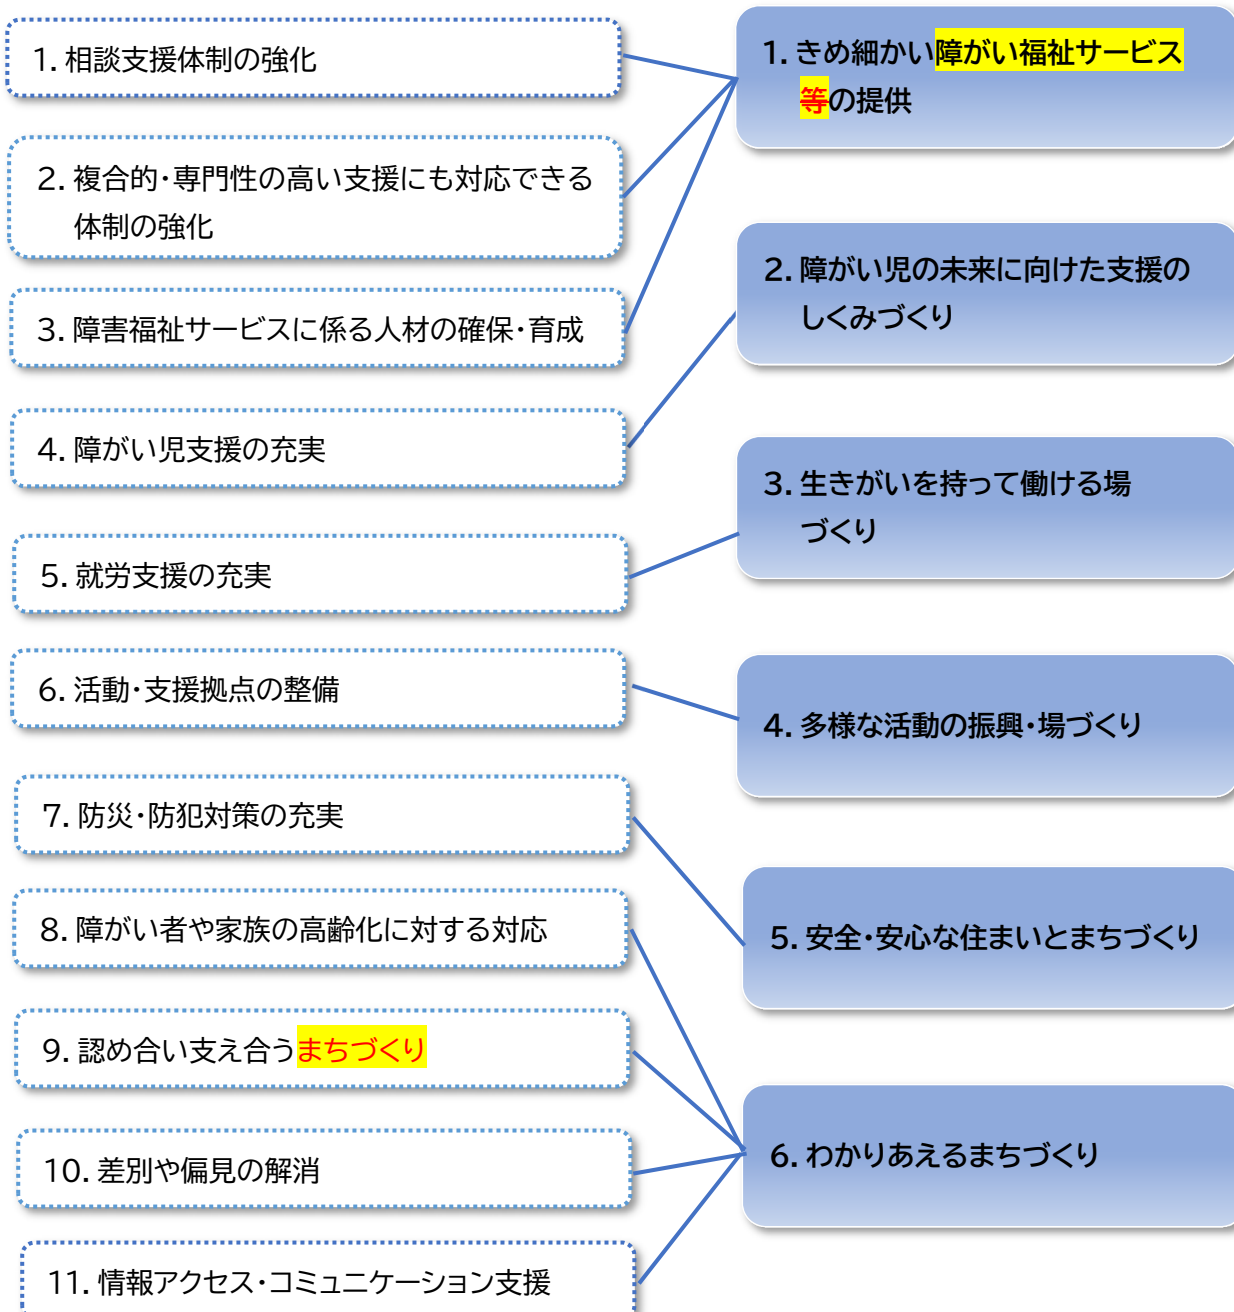 1. 相談支援体制の強化
2. 複合的・専門性の高い支援にも対応できる
体制の強化
3. 障害福祉サービスに係る人材の確保・育成
4. 障がい児支援の充実
5. 就労支援の充実
6. 活動・支援拠点の整備
7. 防災・防犯対策の充実
8. 障がい者や家族の高齢化に対する対応
9. 認め合い支え合うまちづくり
10. 差別や偏見の解消
11. 情報アクセス・コミュニケーション支援
1. きめ細かい障がい福祉サービス
等の提供
2. 障がい児の未来に向けた支援の
しくみづくり
3. 生きがいを持って働ける場
づくり
4. 多様な活動の振興・場づくり
5. 安全・安心な住まいとまちづくり
6. わかりあえるまちづくり